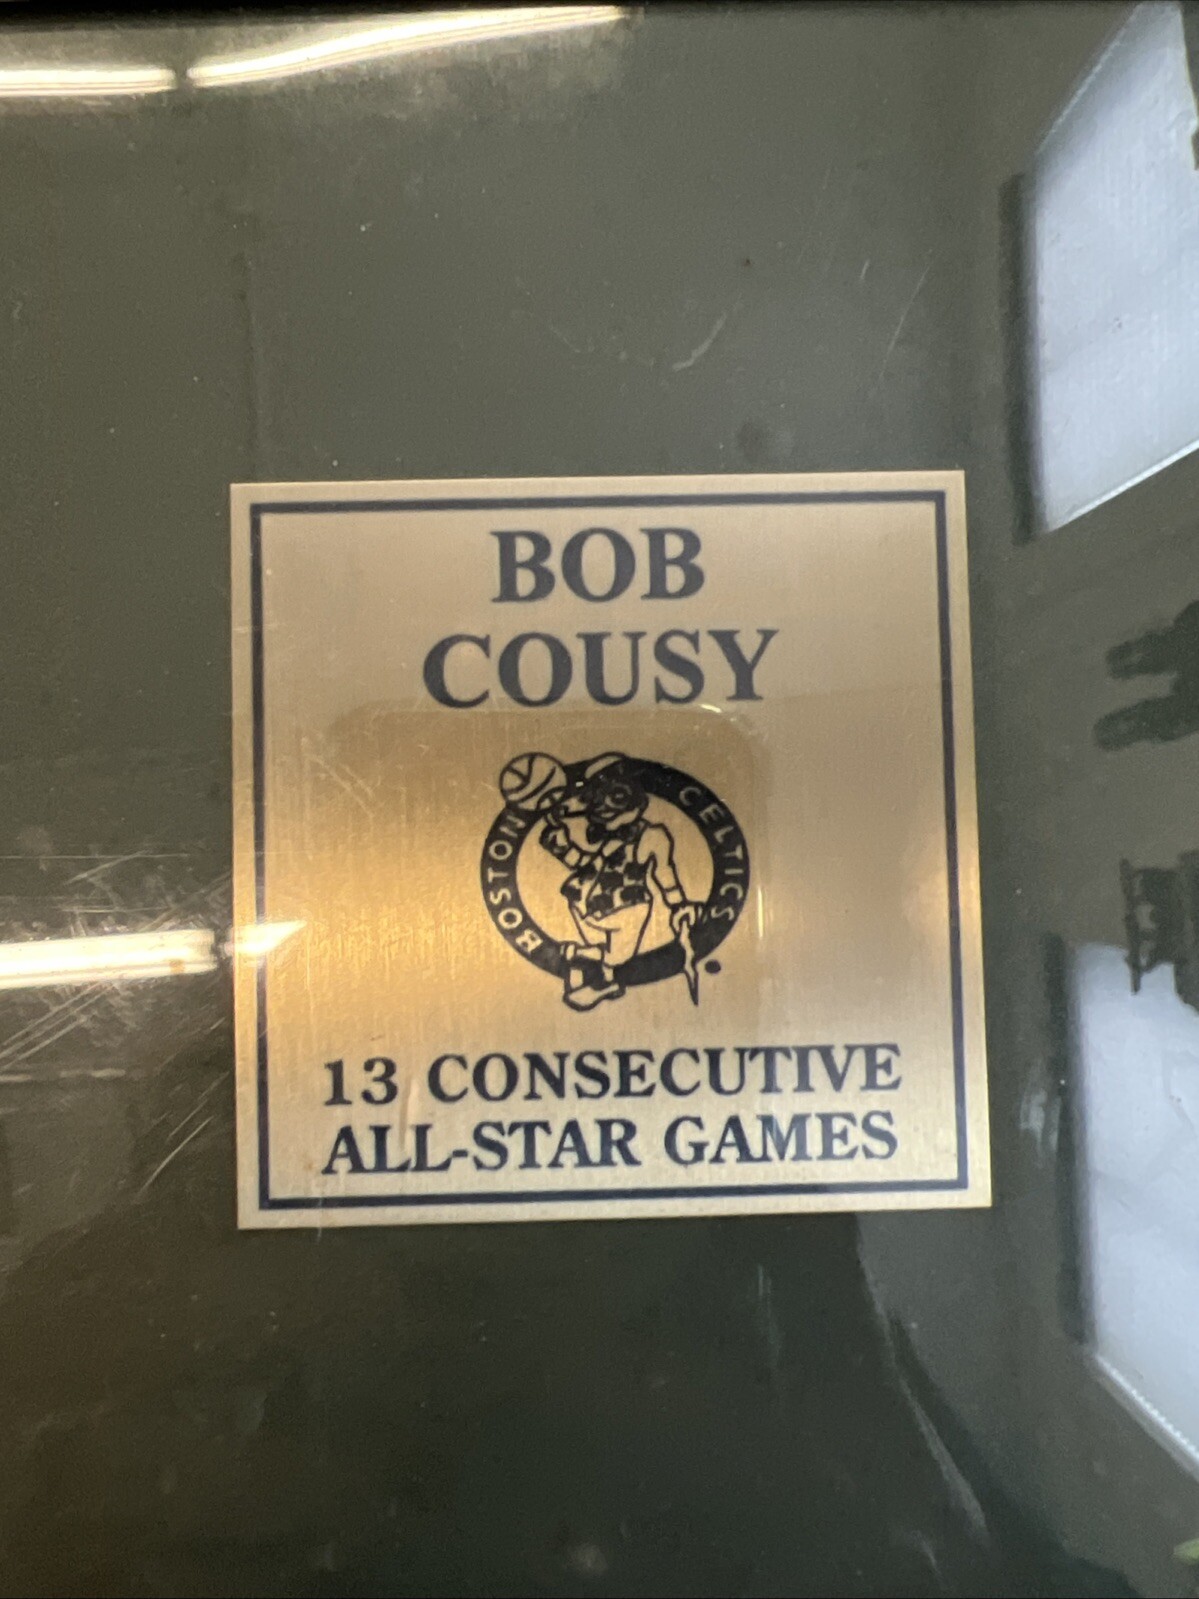 BOB
COUSY
BOSTON CELTICS
13 CONSECUTIVE
ALL-STAR GAMES